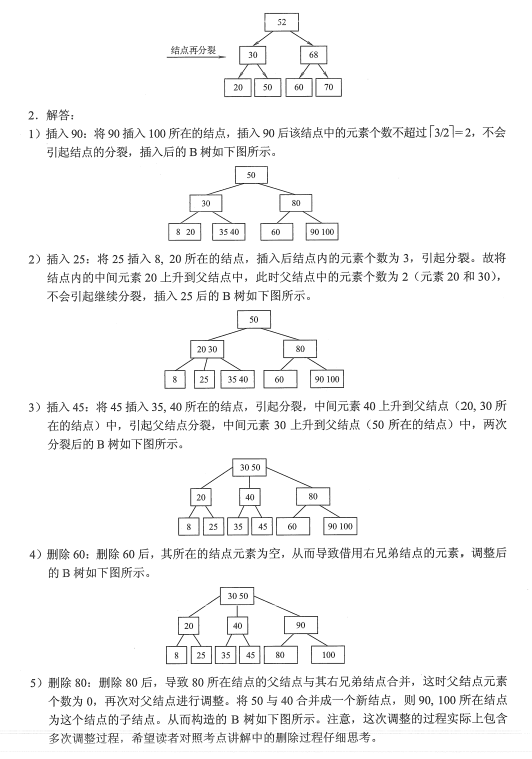 52
结点再分裂
30 68
20 50 60 70
2．解答：
1）插入 90：将 90 插入 100 所在的结点，插入 90 后该结点中的元素个数不超过⌈3/2⌉=2，不会
引起结点的分裂，插入后的 B 树如下图所示。
50
30 80
8 20 35 40 60 90 100
2）插入 25：将 25 插入 8, 20 所在的结点，插入后结点内的元素个数为 3，引起分裂。故将
结点内的中间元素 20 上升到父结点中，此时父结点中的元素个数为 2（元素 20 和 30），
不会引起继续分裂，插入 25 后的 B 树如下图所示。
50
20 30 80
8 25 35 40 60 90 100
3）插入 45：将 45 插入 35, 40 所在的结点，引起分裂，中间元素 40 上升到父结点（20, 30 所
在的结点）中，引起父结点分裂，中间元素 30 上升到父结点（50 所在的结点）中，两次
分裂后的 B 树如下图所示。
30 50
20 40 80
8 25 35 45 60 90 100
4）删除 60：删除 60 后，其所在的结点元素为空，从而导致借用右兄弟结点的元素，调整后
的 B 树如下图所示。
30 50
20 40 90
8 25 35 45 80 100
5）删除 80：删除 80 后，导致 80 所在结点的父结点与其右兄弟结点合并，这时父结点元素
个数为 0，再次对父结点进行调整。将 50 与 40 合并成一个新结点，则 90, 100 所在结点
为这个结点的子结点。从而构造的 B 树如下图所示。注意，这次调整的过程实际上包含
多次调整过程，希望读者对照考点讲解中的删除过程仔细思考。